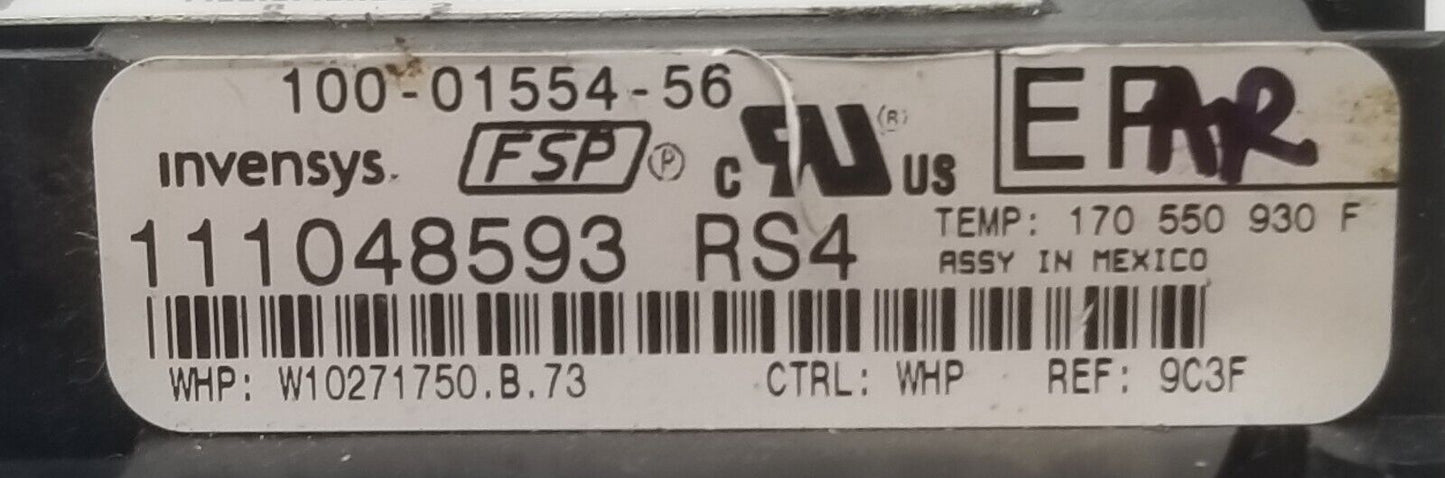 100-01554-56
invensys. FSP ® c RU ® US
111048593 RS4
TEMP: 170 550 930 F
ASSY IN MEXICO
WHP: W10271750.B.73 CTRL: WHP REF: 9C3F